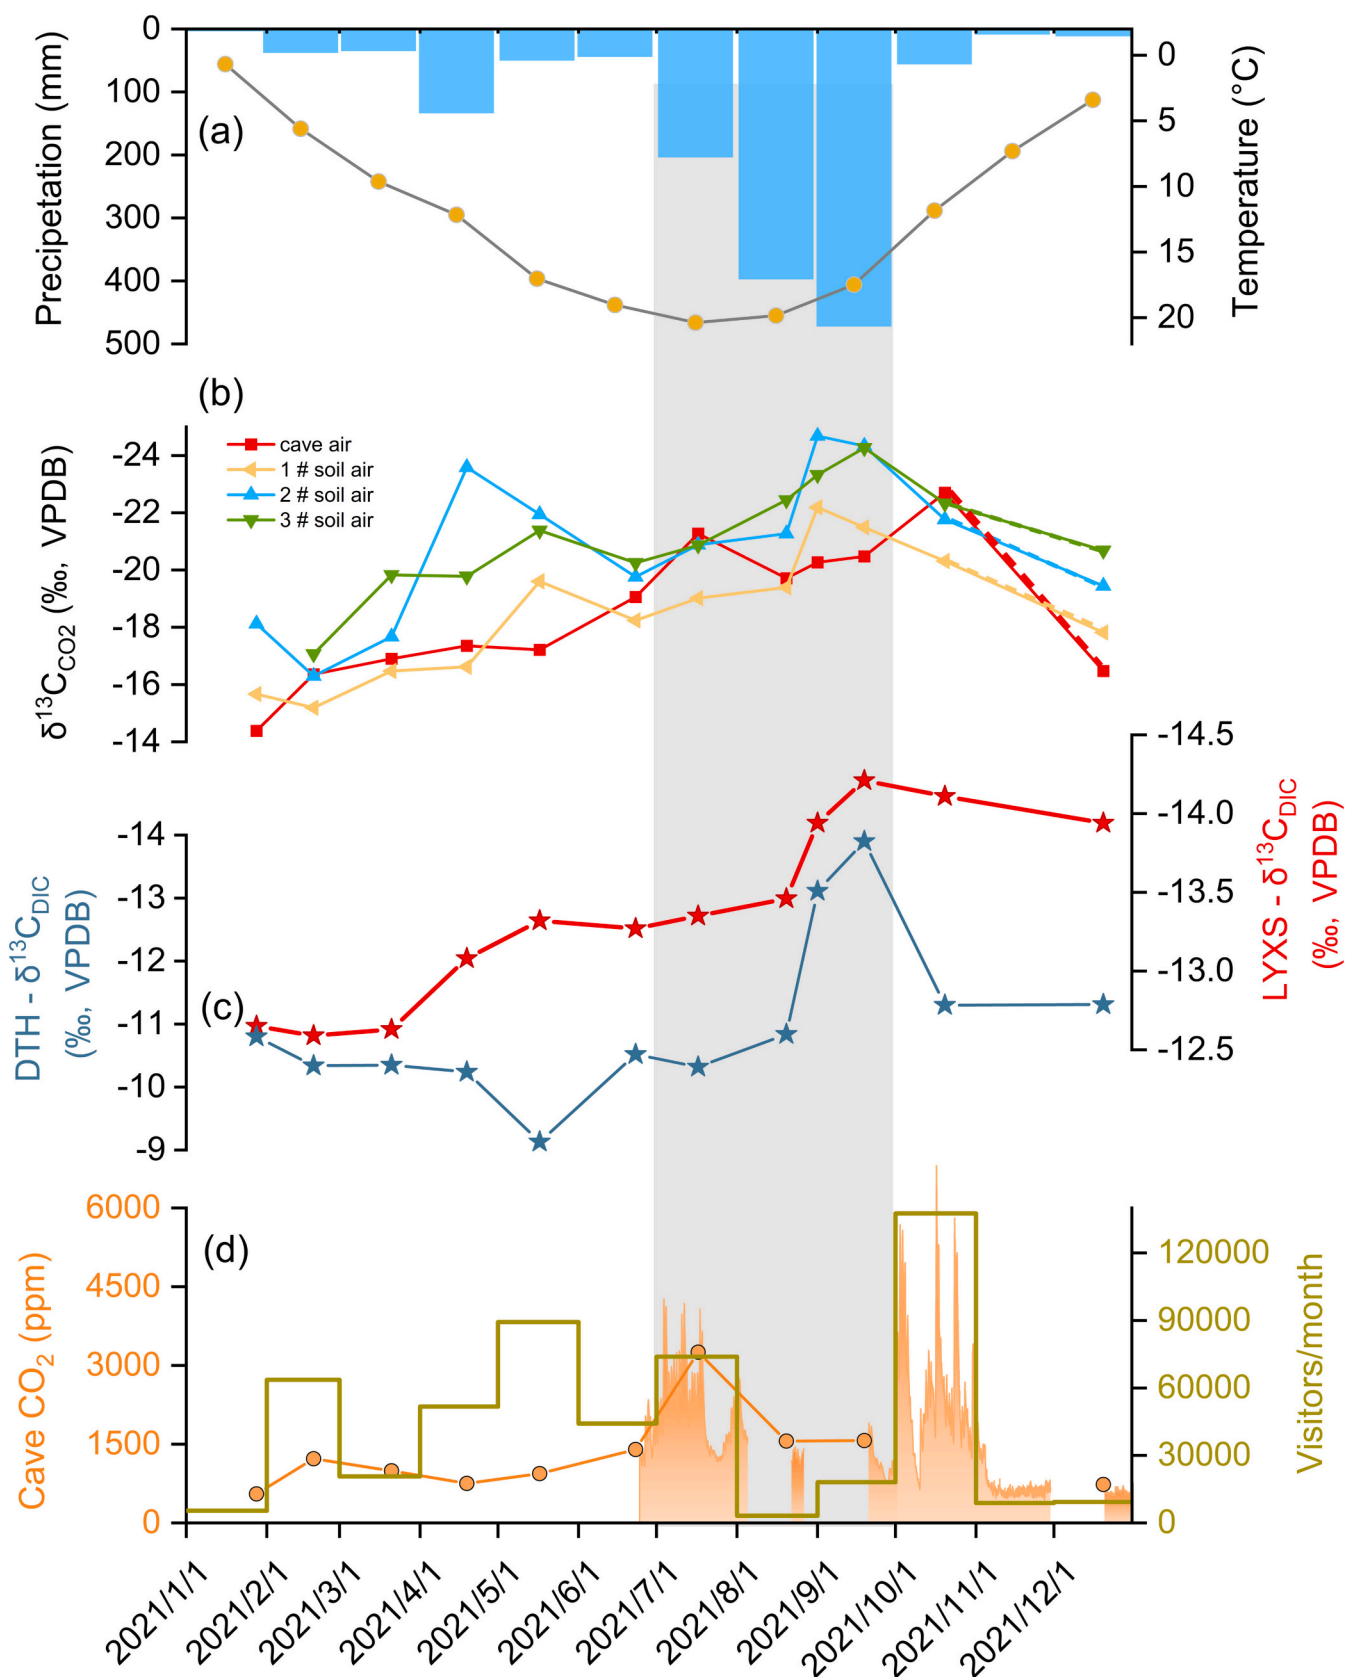 0
100
200
300
400
500
Precipetation (mm)
(a)
0
5
10
15
20
Temperature (°C)
(b)
cave air
1 # soil air
2 # soil air
3 # soil air
-24
-22
-20
-18
-16
-14
δ¹³C_CO2 (‰, VPDB)
-14.5
-14.0
-13.5
-13.0
-12.5
LYXS - δ¹³C_DIC
(‰, VPDB)
-14
-13
-12
-11
-10
-9
DTH - δ¹³C_DIC
(‰, VPDB)
(c)
6000
4500
3000
1500
0
Cave CO₂ (ppm)
(d)
120000
90000
60000
30000
0
Visitors/month
2021/1/1
2021/2/1
2021/3/1
2021/4/1
2021/5/1
2021/6/1
2021/7/1
2021/8/1
2021/9/1
2021/10/1
2021/11/1
2021/12/1